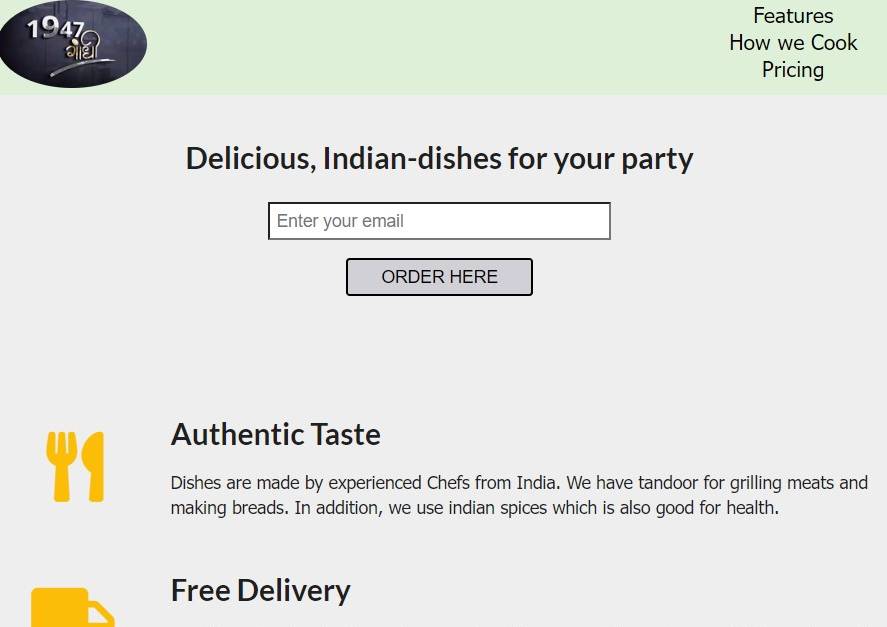 1947
ગાંધી
Features
How we Cook
Pricing
Delicious, Indian-dishes for your party
Enter your email
ORDER HERE
Authentic Taste
Dishes are made by experienced Chefs from India. We have tandoor for grilling meats and
making breads. In addition, we use indian spices which is also good for health.
Free Delivery